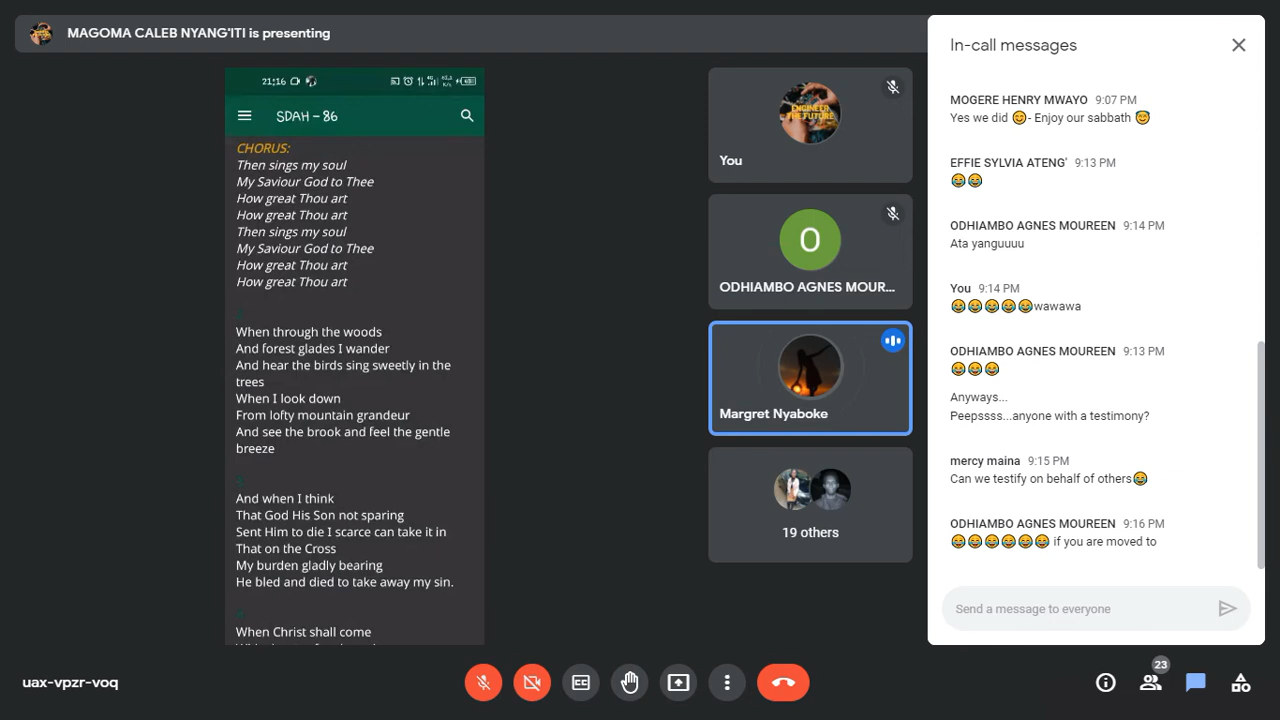 MAGOMA CALEB NYANG'ITI is presenting
21:16
SDAH – 86
CHORUS:
Then sings my soul
My Saviour God to Thee
How great Thou art
How great Thou art
Then sings my soul
My Saviour God to Thee
How great Thou art
How great Thou art
When through the woods
And forest glades I wander
And hear the birds sing sweetly in the
trees
When I look down
From lofty mountain grandeur
And see the brook and feel the gentle
breeze
And when I think
That God His Son not sparing
Sent Him to die I scarce can take it in
That on the Cross
My burden gladly bearing
He bled and died to take away my sin.
When Christ shall come
ENGINEER
THE FUTURE
You
O
ODHIAMBO AGNES MOUR...
Margret Nyaboke
19 others
In-call messages
MOGERE HENRY MWAYO 9:07 PM
Yes we did 😊- Enjoy our sabbath 😇
EFFIE SYLVIA ATENG' 9:13 PM
😂😂
ODHIAMBO AGNES MOUREEN 9:14 PM
Ata yanguuuu
You 9:14 PM
😂😂😂😂😂wawawa
ODHIAMBO AGNES MOUREEN 9:13 PM
😂😂😂
Anyways...
Peepssss...anyone with a testimony?
mercy maina 9:15 PM
Can we testify on behalf of others😂
ODHIAMBO AGNES MOUREEN 9:16 PM
😂😂😂😂😂😂 if you are moved to
Send a message to everyone
uax-vpzr-voq
CC
23